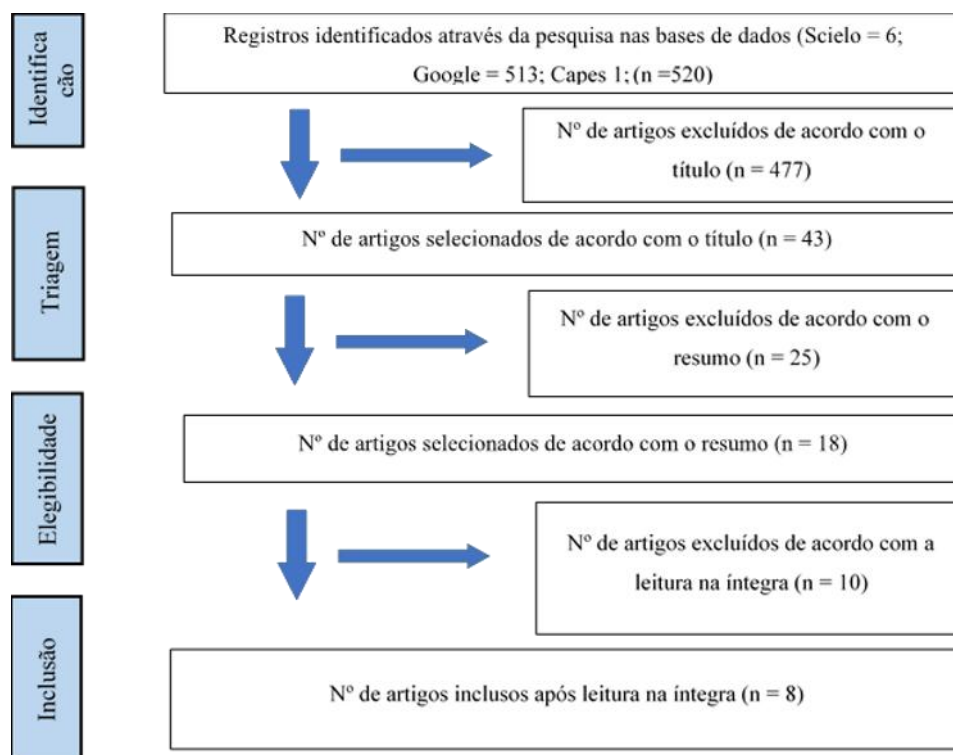 Identifica
cão
Registros identificados através da pesquisa nas bases de dados (Scielo = 6;
Google = 513; Capes 1; (n =520)
Nº de artigos excluídos de acordo com o
título (n = 477)
Triagem
Nº de artigos selecionados de acordo com o título (n = 43)
Nº de artigos excluídos de acordo com o
resumo (n = 25)
Elegibilidade
Nº de artigos selecionados de acordo com o resumo (n = 18)
Nº de artigos excluídos de acordo com a
leitura na íntegra (n = 10)
Inclusão
Nº de artigos inclusos após leitura na íntegra (n = 8)